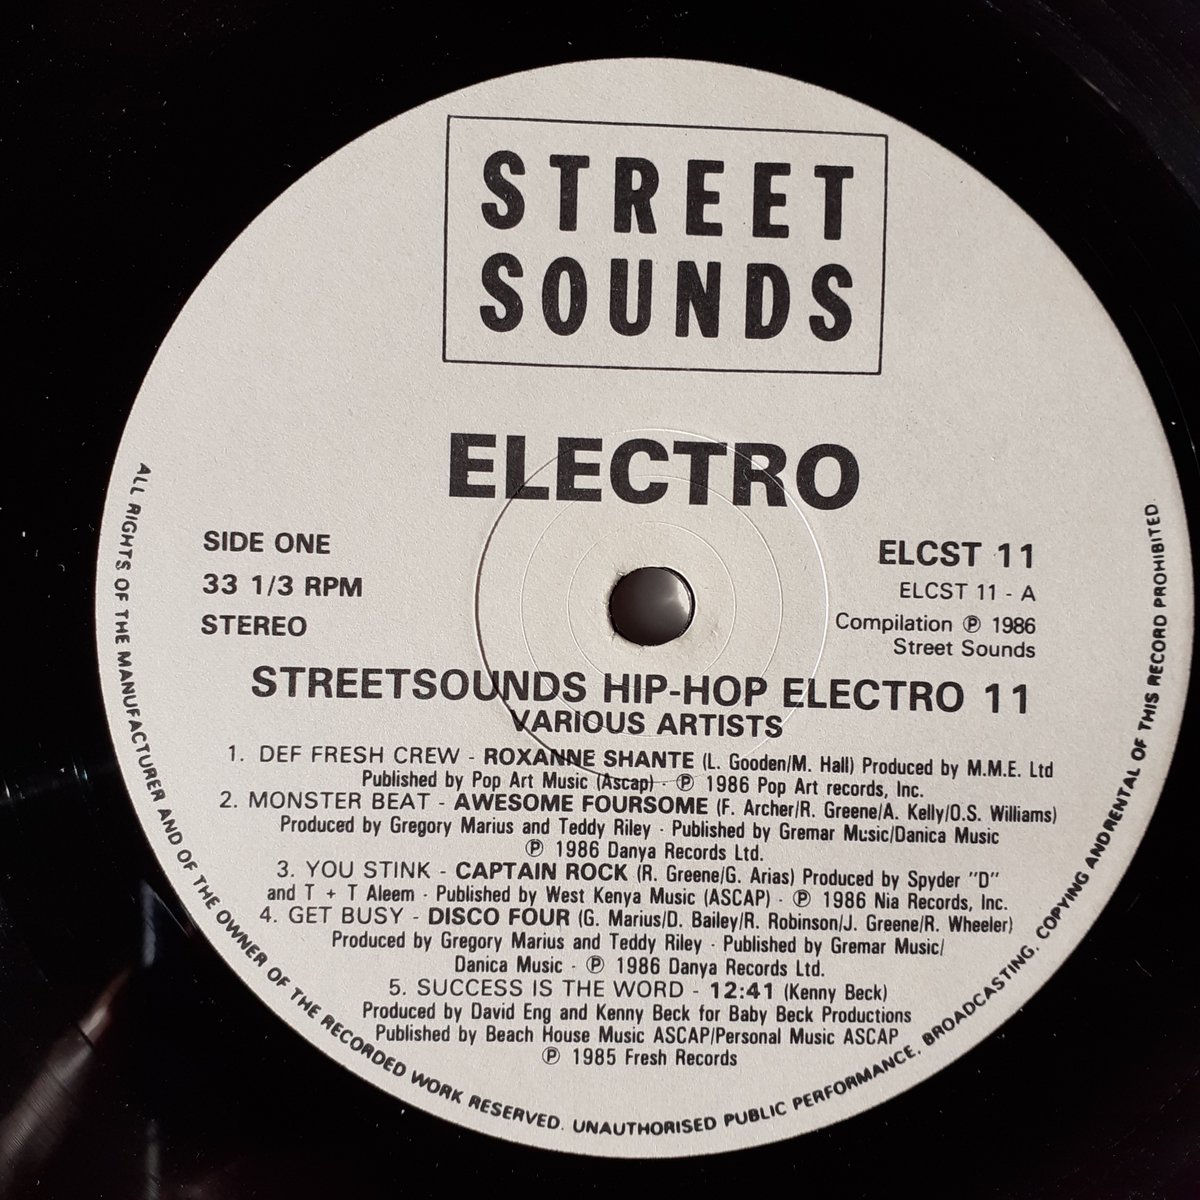 STREET
SOUNDS
ELECTRO
SIDE ONE
33 1/3 RPM
STEREO
ELCST 11
ELCST 11 - A
Compilation ℗ 1986
Street Sounds
STREETSOUNDS HIP-HOP ELECTRO 11
VARIOUS ARTISTS
1. DEF FRESH CREW - ROXANNE SHANTE (L. Gooden/M. Hall) Produced by M.M.E. Ltd
Published by Pop Art Music (Ascap) · ℗ 1986 Pop Art records, Inc.
2. MONSTER BEAT - AWESOME FOURSOME (F. Archer/R. Greene/A. Kelly/O.S. Williams)
Produced by Gregory Marius and Teddy Riley · Published by Gremar Music/Danica Music
℗ 1986 Danya Records Ltd.
3. YOU STINK - CAPTAIN ROCK (R. Greene/G. Arias) Produced by Spyder "D"
and T + T Aleem · Published by West Kenya Music (ASCAP) · ℗ 1986 Nia Records, Inc.
4. GET BUSY - DISCO FOUR (G. Marius/D. Bailey/R. Robinson/J. Greene/R. Wheeler)
Produced by Gregory Marius and Teddy Riley · Published by Gremar Music/
Danica Music · ℗ 1986 Danya Records Ltd.
5. SUCCESS IS THE WORD - 12:41 (Kenny Beck)
Produced by David Eng and Kenny Beck for Baby Beck Productions
Published by Beach House Music ASCAP/Personal Music ASCAP
℗ 1985 Fresh Records
ALL RIGHTS OF THE MANUFACTURER AND OF THE OWNER OF THE RECORDED WORK RESERVED. UNAUTHORISED PUBLIC PERFORMANCE, BROADCASTING, COPYING AND RENTAL OF THIS RECORD PROHIBITED.